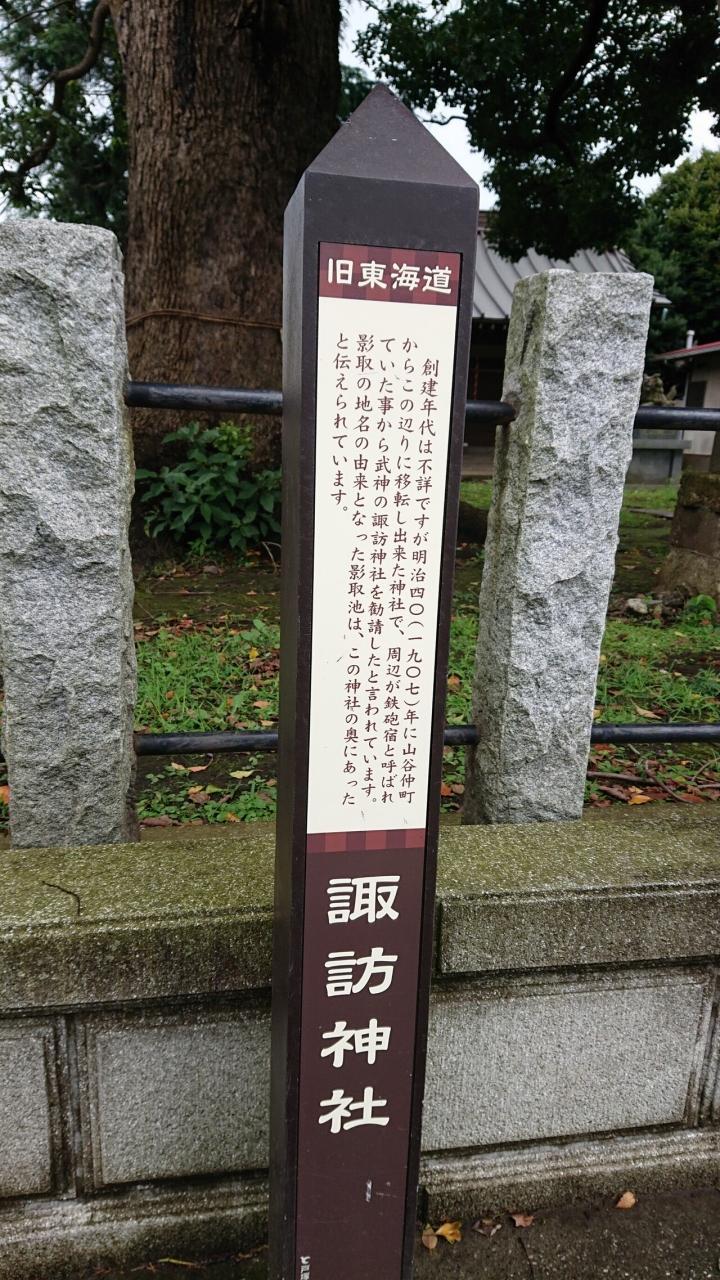 旧東海道
創建年代は不詳ですが明治四〇(一九〇七)年に山谷仲町
からこの辺りに移転し出来た神社で、周辺が鉄砲宿と呼ばれ
ていた事から武神の諏訪神社を勧請したと言われています。
影取の地名の由来となった影取池は、この神社の奥にあった
と伝えられています。
諏訪神社